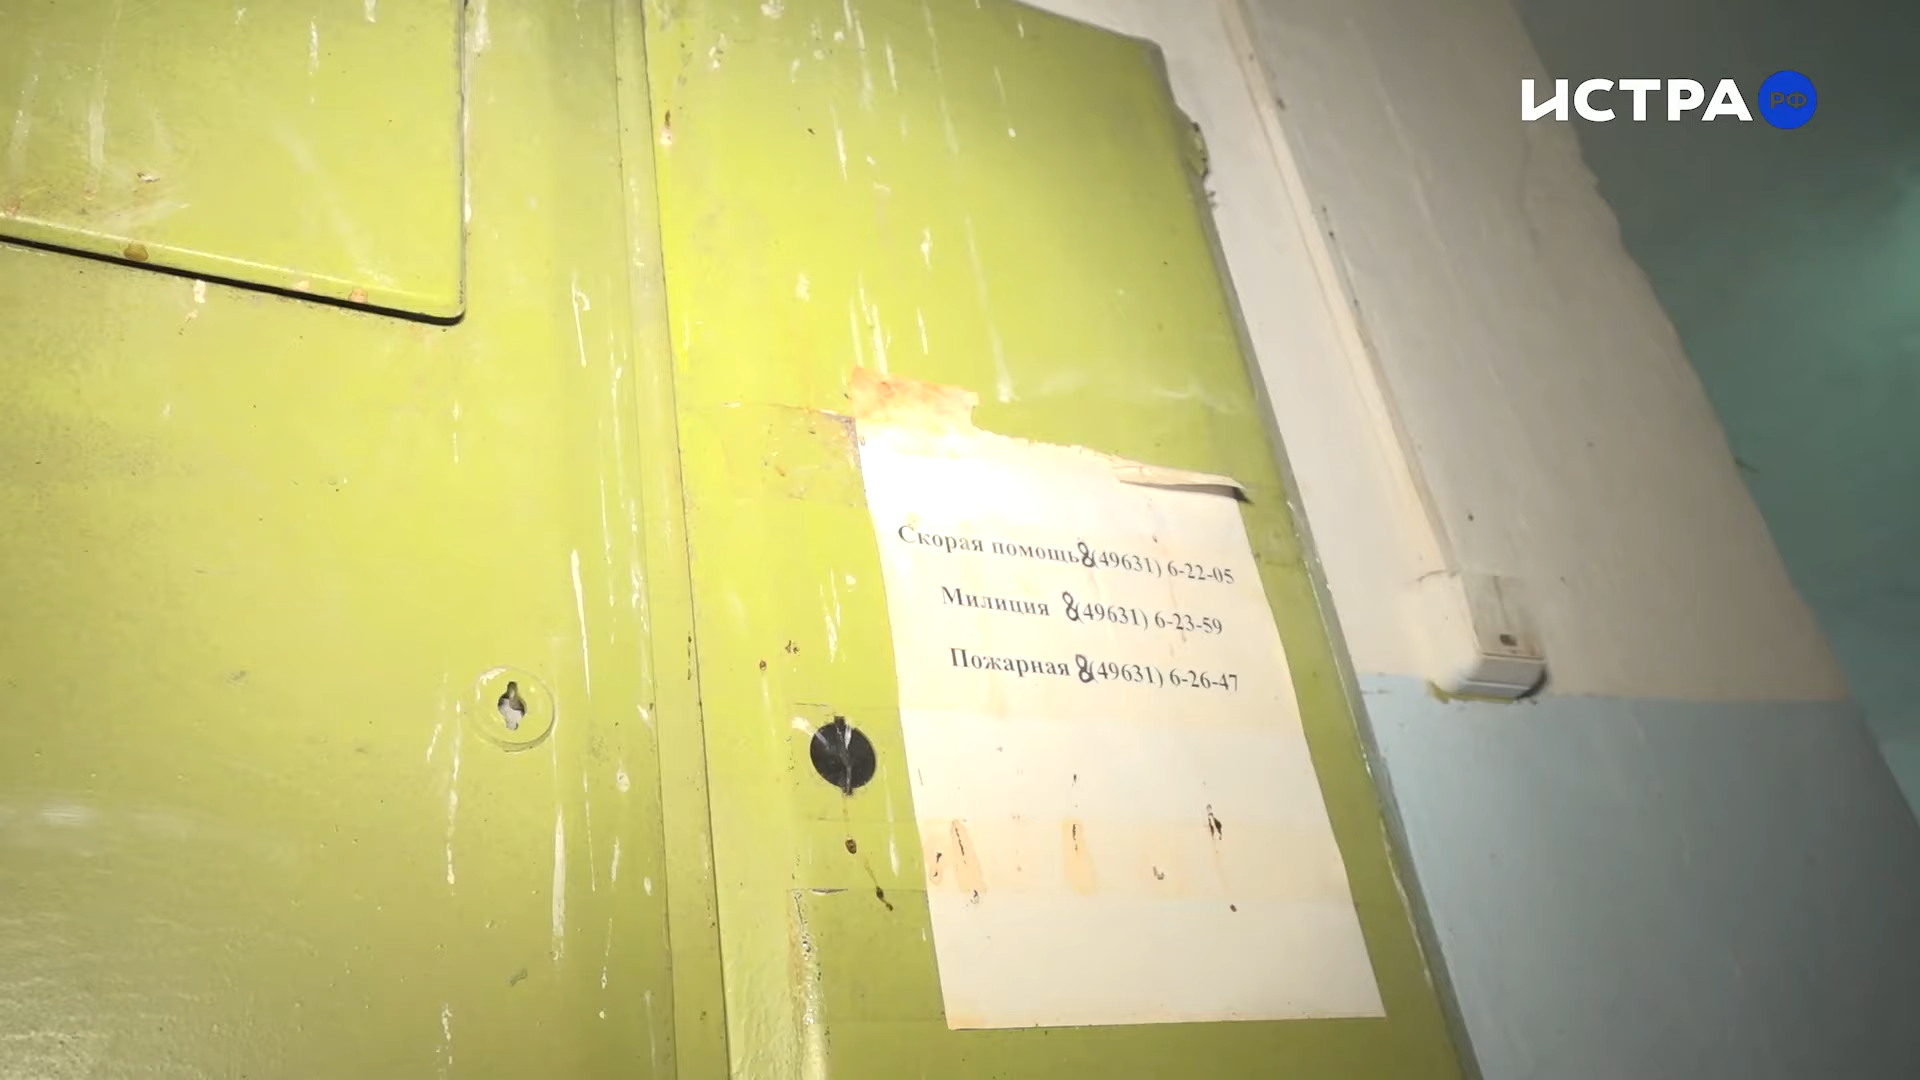 ИСТРА РФ
Скорая помощь 8(49631) 6-22-05
Милиция 8(49631) 6-23-59
Пожарная 8(49631) 6-26-47